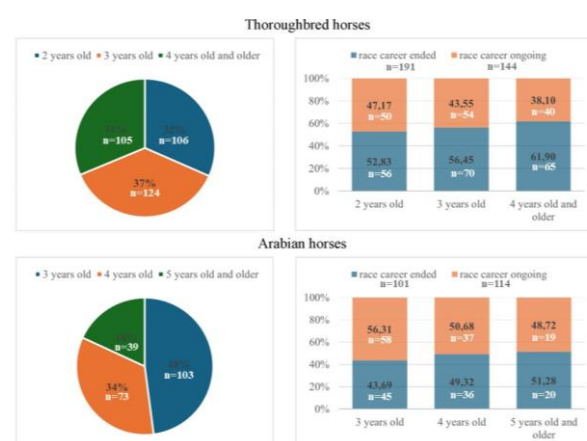 Thoroughbred horses
2 years old 3 years old 4 years old and older
n=105
n=106
37%
n=124
race career ended race career ongoing
n=191 n=144
100%
80%
60%
40%
20%
0%
47,17 43,55 38,10
n=50 n=54 n=40
52,83 56,45 61,90
n=56 n=70 n=65
2 years old 3 years old 4 years old and older
Arabian horses
3 years old 4 years old 5 years old and older
n=39
n=103
34%
n=73
race career ended race career ongoing
n=101 n=114
100%
80%
60%
40%
20%
0%
56,31 50,68 48,72
n=58 n=37 n=19
43,69 49,32 51,28
n=45 n=36 n=20
3 years old 4 years old 5 years old and older